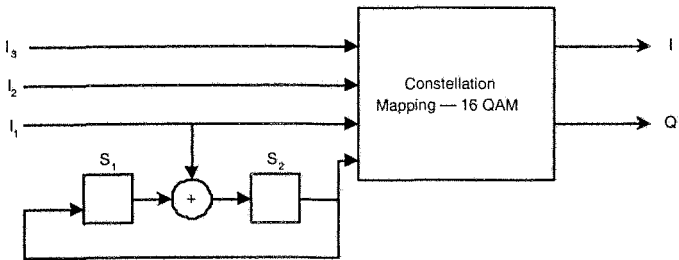 I3
I
I2
Constellation
Mapping — 16 QAM
I1
Q
S1
S2
+